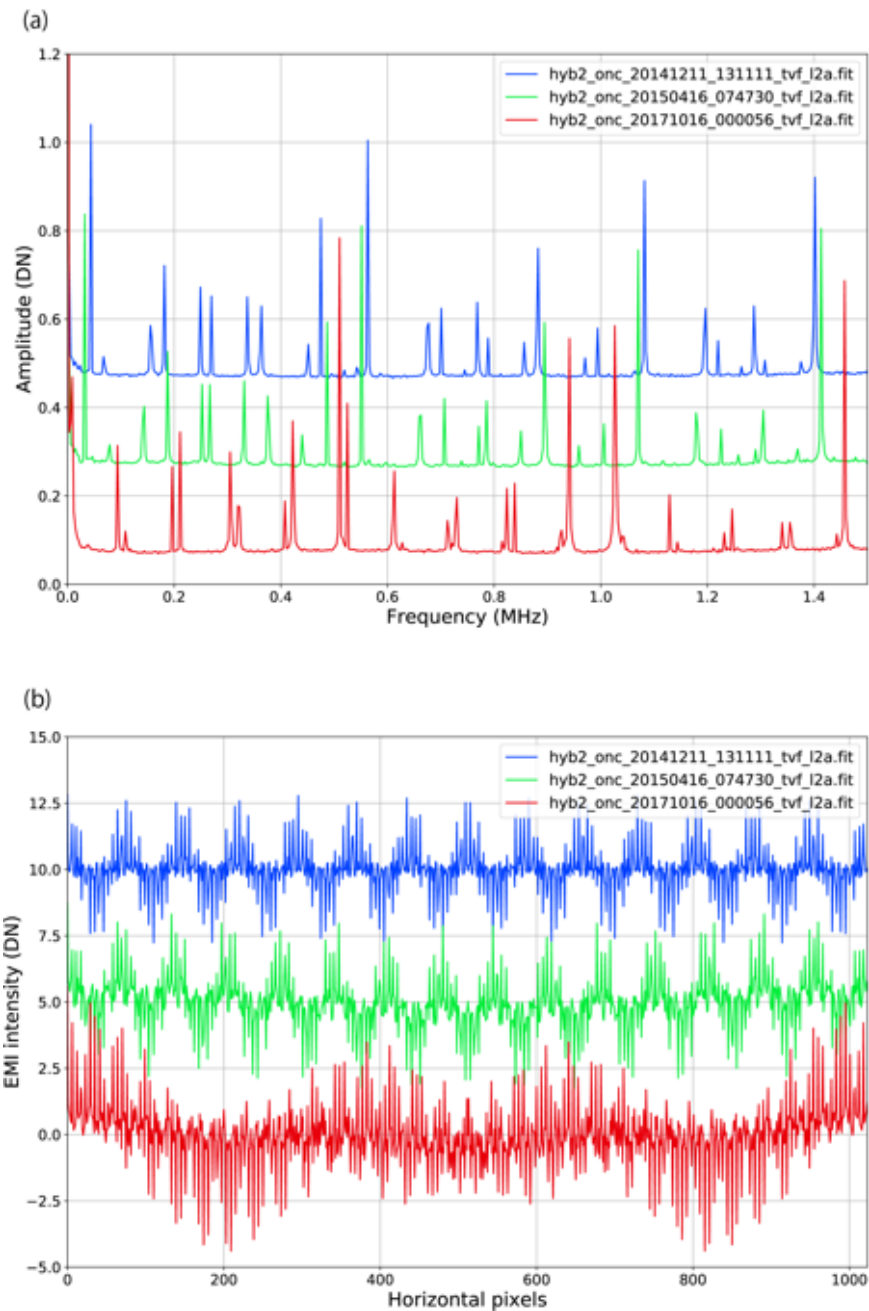 (a)
1.2
1.0
0.8
0.6
0.4
0.2
0.0
Amplitude (DN)
hyb2_onc_20141211_131111_tvf_l2a.fit
hyb2_onc_20150416_074730_tvf_l2a.fit
hyb2_onc_20171016_000056_tvf_l2a.fit
0.0 0.2 0.4 0.6 0.8 1.0 1.2 1.4
Frequency (MHz)
(b)
15.0
12.5
10.0
7.5
5.0
2.5
0.0
−2.5
−5.0
EMI intensity (DN)
hyb2_onc_20141211_131111_tvf_l2a.fit
hyb2_onc_20150416_074730_tvf_l2a.fit
hyb2_onc_20171016_000056_tvf_l2a.fit
0 200 400 600 800 1000
Horizontal pixels